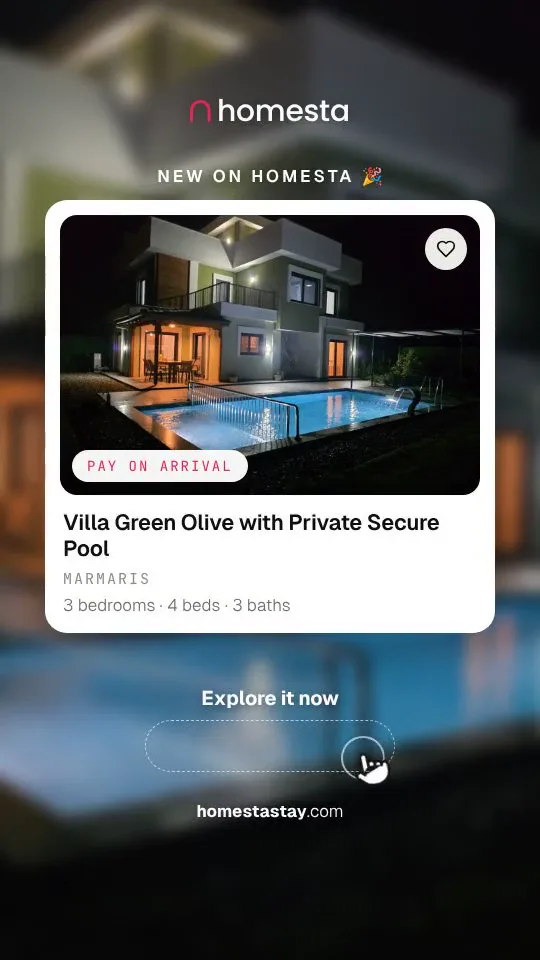 homesta
NEW ON HOMESTA 🎉
PAY ON ARRIVAL
Villa Green Olive with Private Secure
Pool
MARMARIS
3 bedrooms · 4 beds · 3 baths
Explore it now
homestastay.com